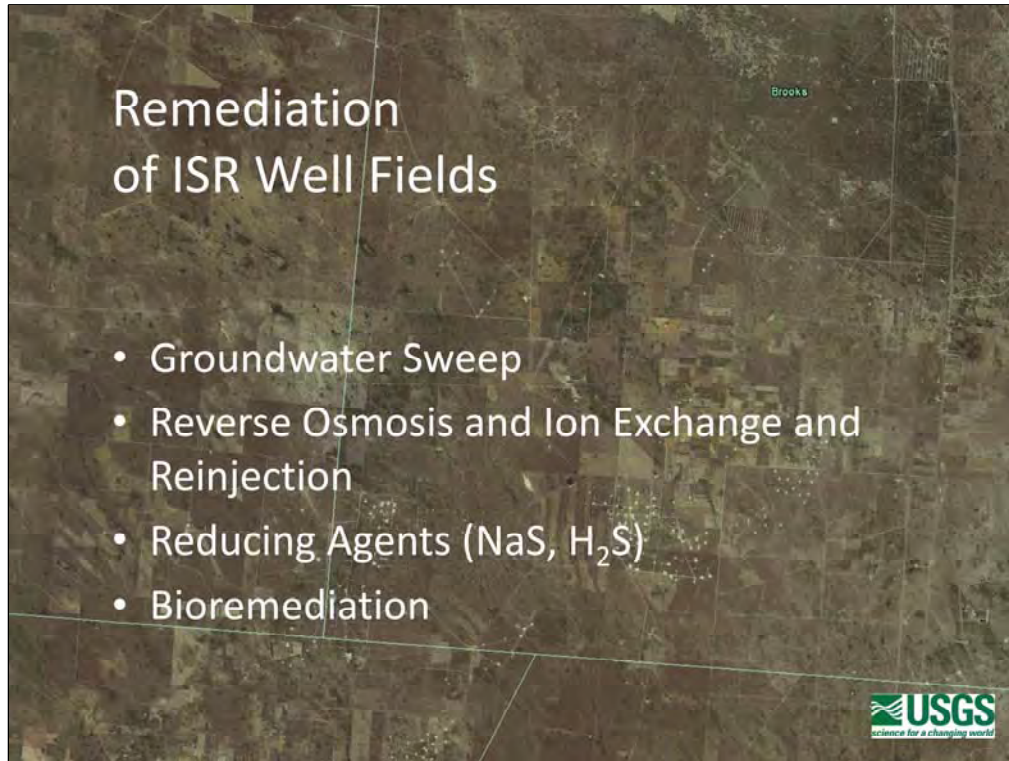 Brooks
Remediation
of ISR Well Fields
• Groundwater Sweep
• Reverse Osmosis and Ion Exchange and
Reinjection
• Reducing Agents (NaS, H₂S)
• Bioremediation
USGS
science for a changing world